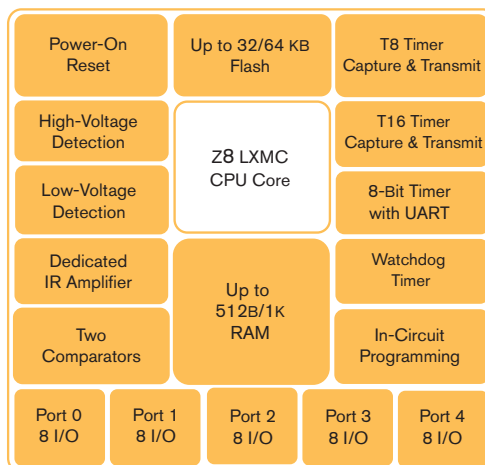 Power-On
Reset
Up to 32/64 KB
Flash
T8 Timer
Capture & Transmit
High-Voltage
Detection
Z8 LXMC
CPU Core
T16 Timer
Capture & Transmit
Low-Voltage
Detection
8-Bit Timer
with UART
Dedicated
IR Amplifier
Up to
512B/1K
RAM
Watchdog
Timer
Two
Comparators
In-Circuit
Programming
Port 0
8 I/O
Port 1
8 I/O
Port 2
8 I/O
Port 3
8 I/O
Port 4
8 I/O